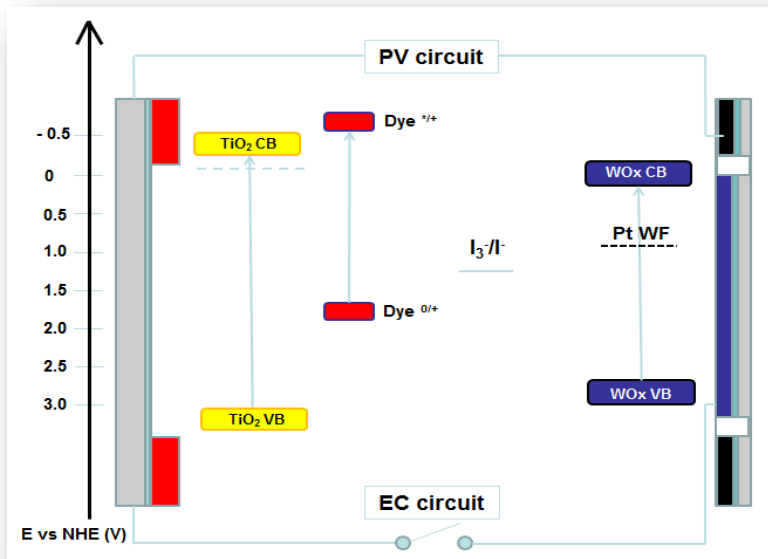 PV circuit
- 0.5
0
0.5
1.0
1.5
2.0
2.5
3.0
TiO₂ CB
Dye */+
WOx CB
Pt WF
I₃⁻/I⁻
Dye 0/+
WOx VB
TiO₂ VB
EC circuit
E vs NHE (V)